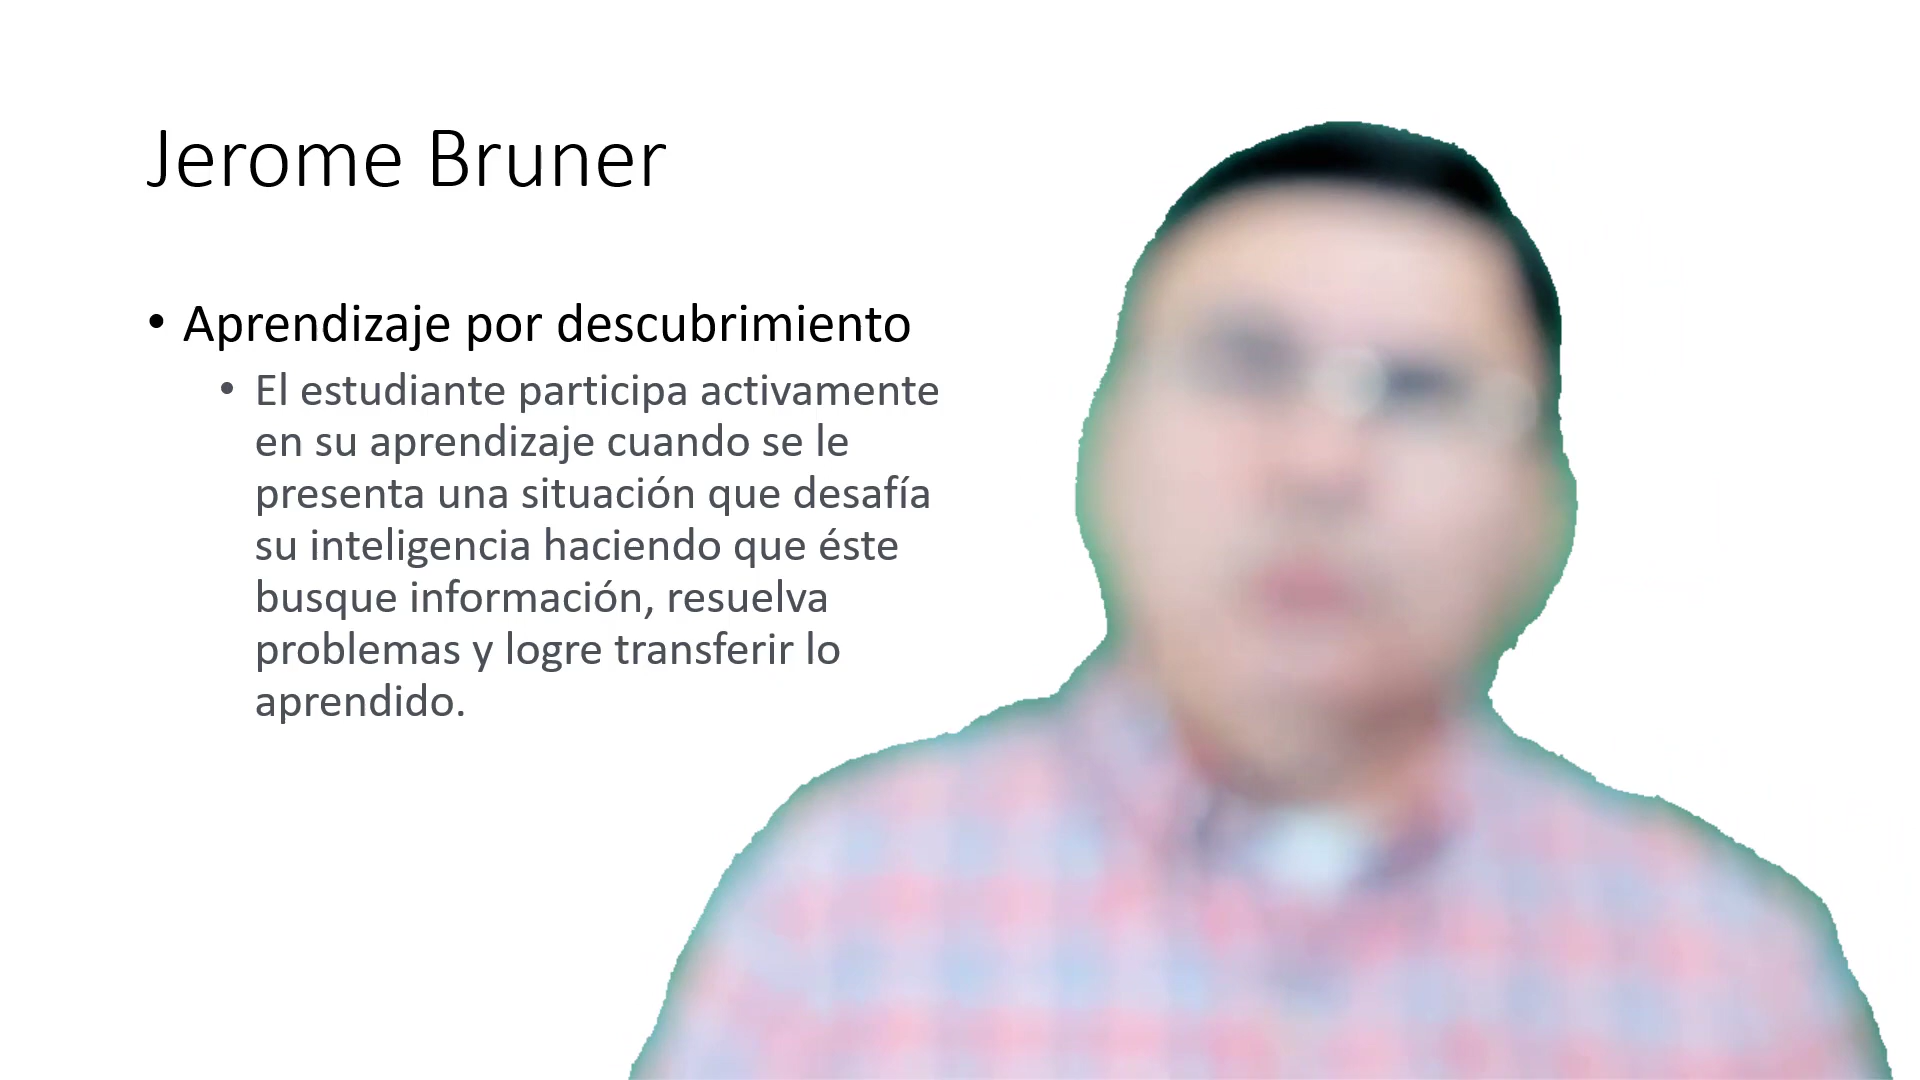 Jerome Bruner
• Aprendizaje por descubrimiento
• El estudiante participa activamente
en su aprendizaje cuando se le
presenta una situación que desafía
su inteligencia haciendo que éste
busque información, resuelva
problemas y logre transferir lo
aprendido.